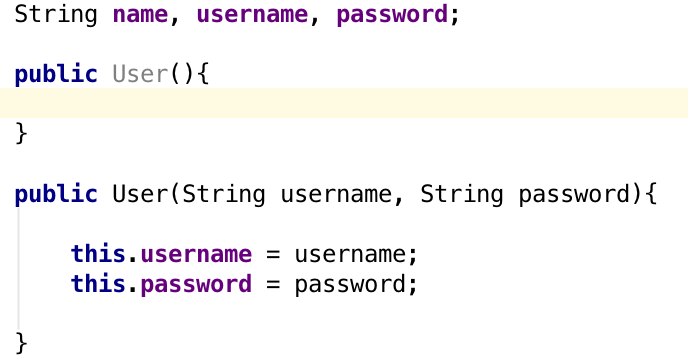 String name, username, password;
public User(){
}
public User(String username, String password){
this.username = username;
this.password = password;
}